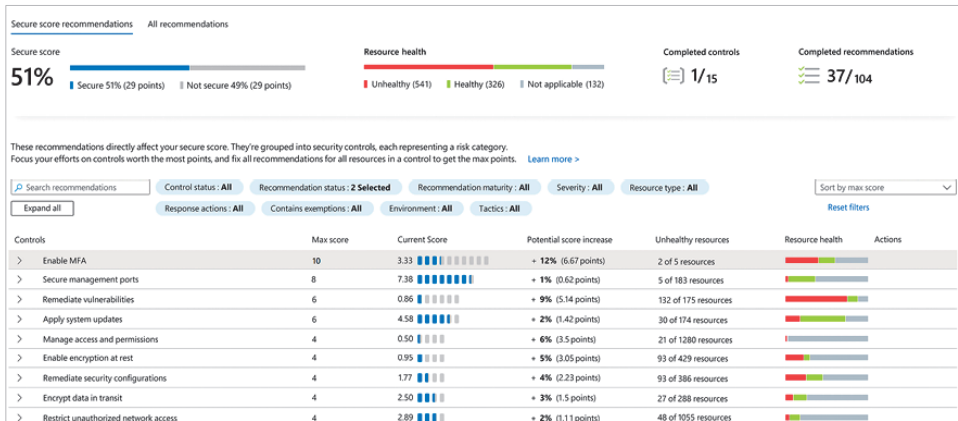 Secure score recommendations All recommendations
Secure score Resource health Completed controls Completed recommendations
51% Secure 51% (29 points) Not secure 49% (29 points) Unhealthy (541) Healthy (326) Not applicable (132) 1/15 37/104
These recommendations directly affect your secure score. They're grouped into security controls, each representing a risk category.
Focus your efforts on controls worth the most points, and fix all recommendations for all resources in a control to get the max points. Learn more >
Search recommendations Control status : All Recommendation status : 2 Selected Recommendation maturity : All Severity : All Resource type : All Sort by max score
Expand all Response actions : All Contains exemptions : All Environment : All Tactics : All Reset filters
Controls Max score Current Score Potential score increase Unhealthy resources Resource health Actions
Enable MFA 10 3.33 + 12% (6.67 points) 2 of 5 resources
Secure management ports 8 7.38 + 1% (0.62 points) 5 of 183 resources
Remediate vulnerabilities 6 0.86 + 9% (5.14 points) 132 of 175 resources
Apply system updates 6 4.58 + 2% (1.42 points) 30 of 174 resources
Manage access and permissions 4 0.50 + 6% (3.5 points) 21 of 1280 resources
Enable encryption at rest 4 0.95 + 5% (3.05 points) 93 of 429 resources
Remediate security configurations 4 1.77 + 4% (2.23 points) 93 of 386 resources
Encrypt data in transit 4 2.50 + 3% (1.5 points) 27 of 288 resources
Restrict unauthorized network access 4 2.89 + 2% (1.11 points) 48 of 1055 resources